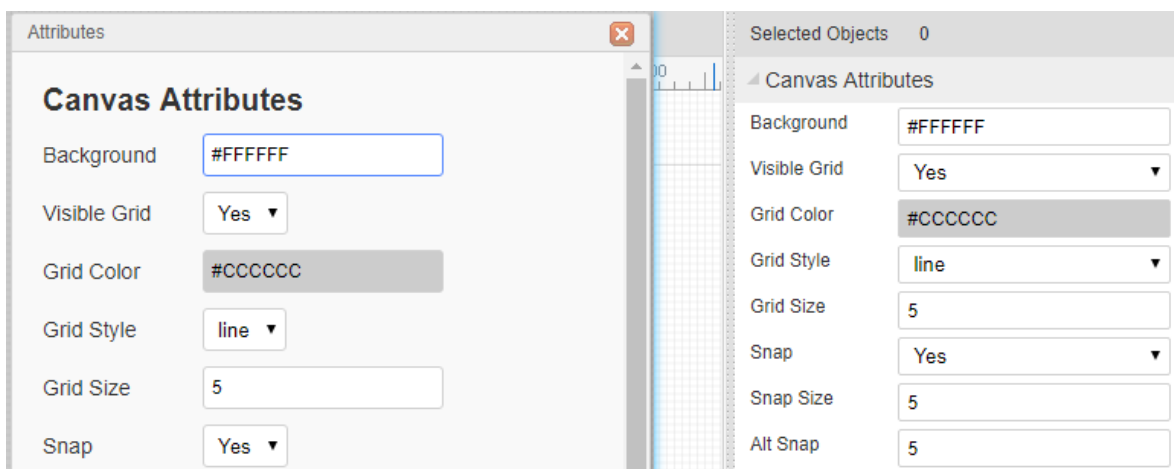 Attributes
Canvas Attributes
Background #FFFFFF
Visible Grid Yes
Grid Color #CCCCCC
Grid Style line
Grid Size 5
Snap Yes
Selected Objects 0
Canvas Attributes
Background #FFFFFF
Visible Grid Yes
Grid Color #CCCCCC
Grid Style line
Grid Size 5
Snap Yes
Snap Size 5
Alt Snap 5